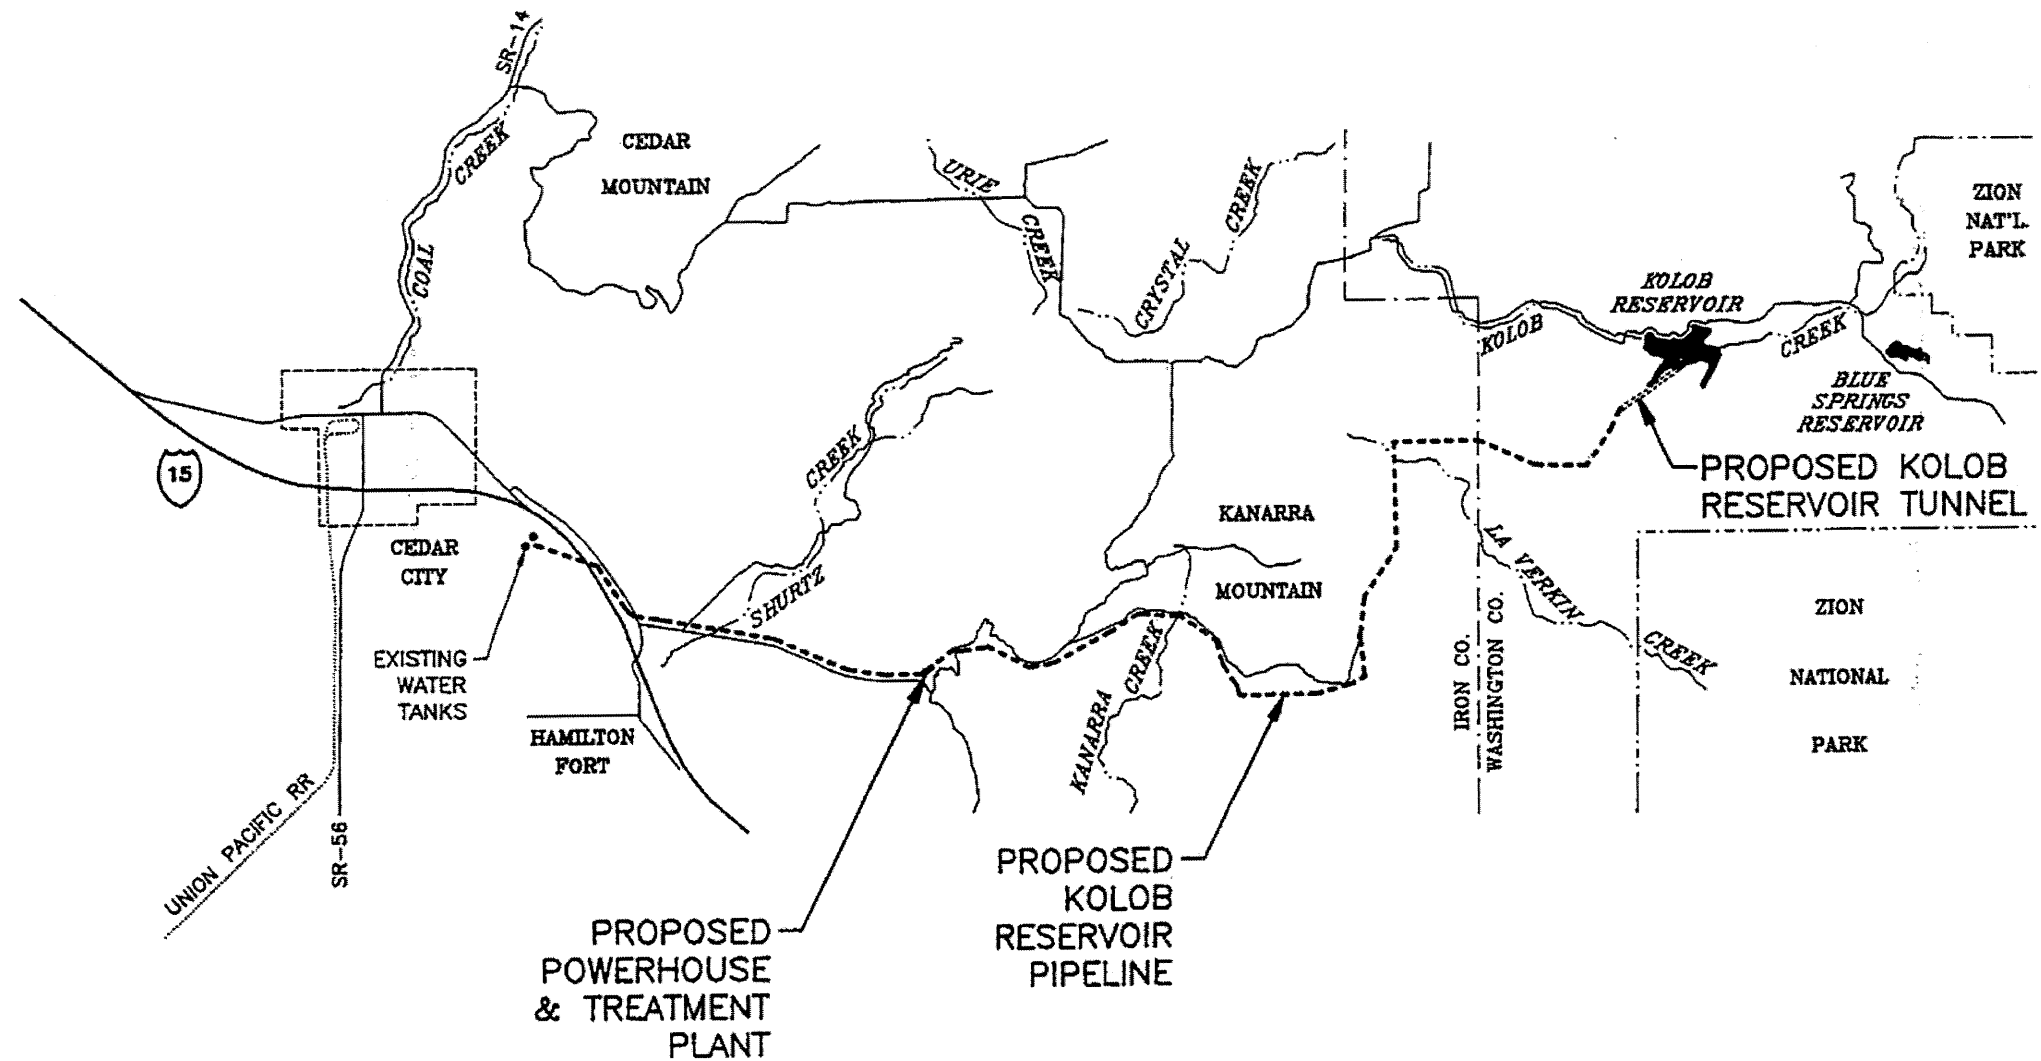 SR-14
CREEK
COAL
CEDAR
MOUNTAIN
URIE
CREEK
CRYSTAL
CREEK
ZION
NAT'L.
PARK
KOLOB
RESERVOIR
KOLOB
CREEK
BLUE
SPRINGS
RESERVOIR
15
PROPOSED KOLOB
RESERVOIR TUNNEL
CEDAR
CITY
CREEK
SHURTZ
KANARRA
MOUNTAIN
LA VERKIN
CREEK
EXISTING
WATER
TANKS
HAMILTON
FORT
KANARRA
CREEK
IRON CO.
WASHINGTON CO.
ZION
NATIONAL
PARK
UNION PACIFIC RR
SR-56
PROPOSED
KOLOB
RESERVOIR
PIPELINE
PROPOSED
POWERHOUSE
& TREATMENT
PLANT